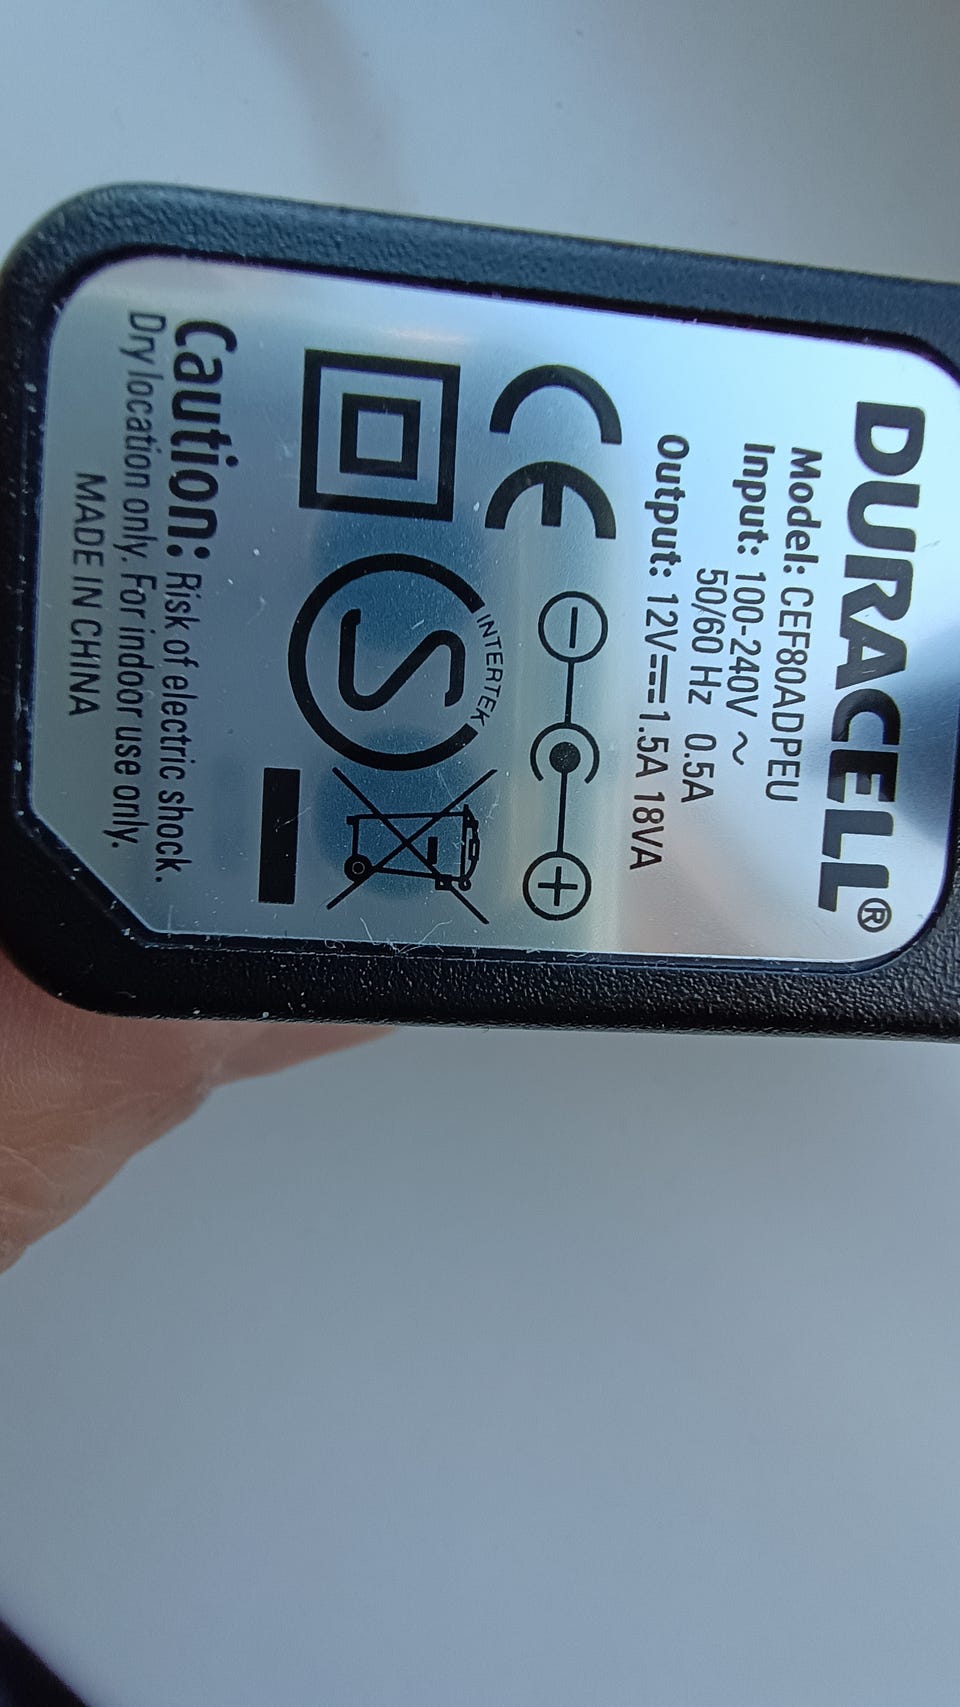 DURACELL®
Model: CEF80ADPEU
Input: 100-240V ~
50/60 Hz 0.5A
Output: 12V⎓1.5A 18VA
INTERTEK
S
Caution: Risk of electric shock.
Dry location only. For indoor use only.
MADE IN CHINA